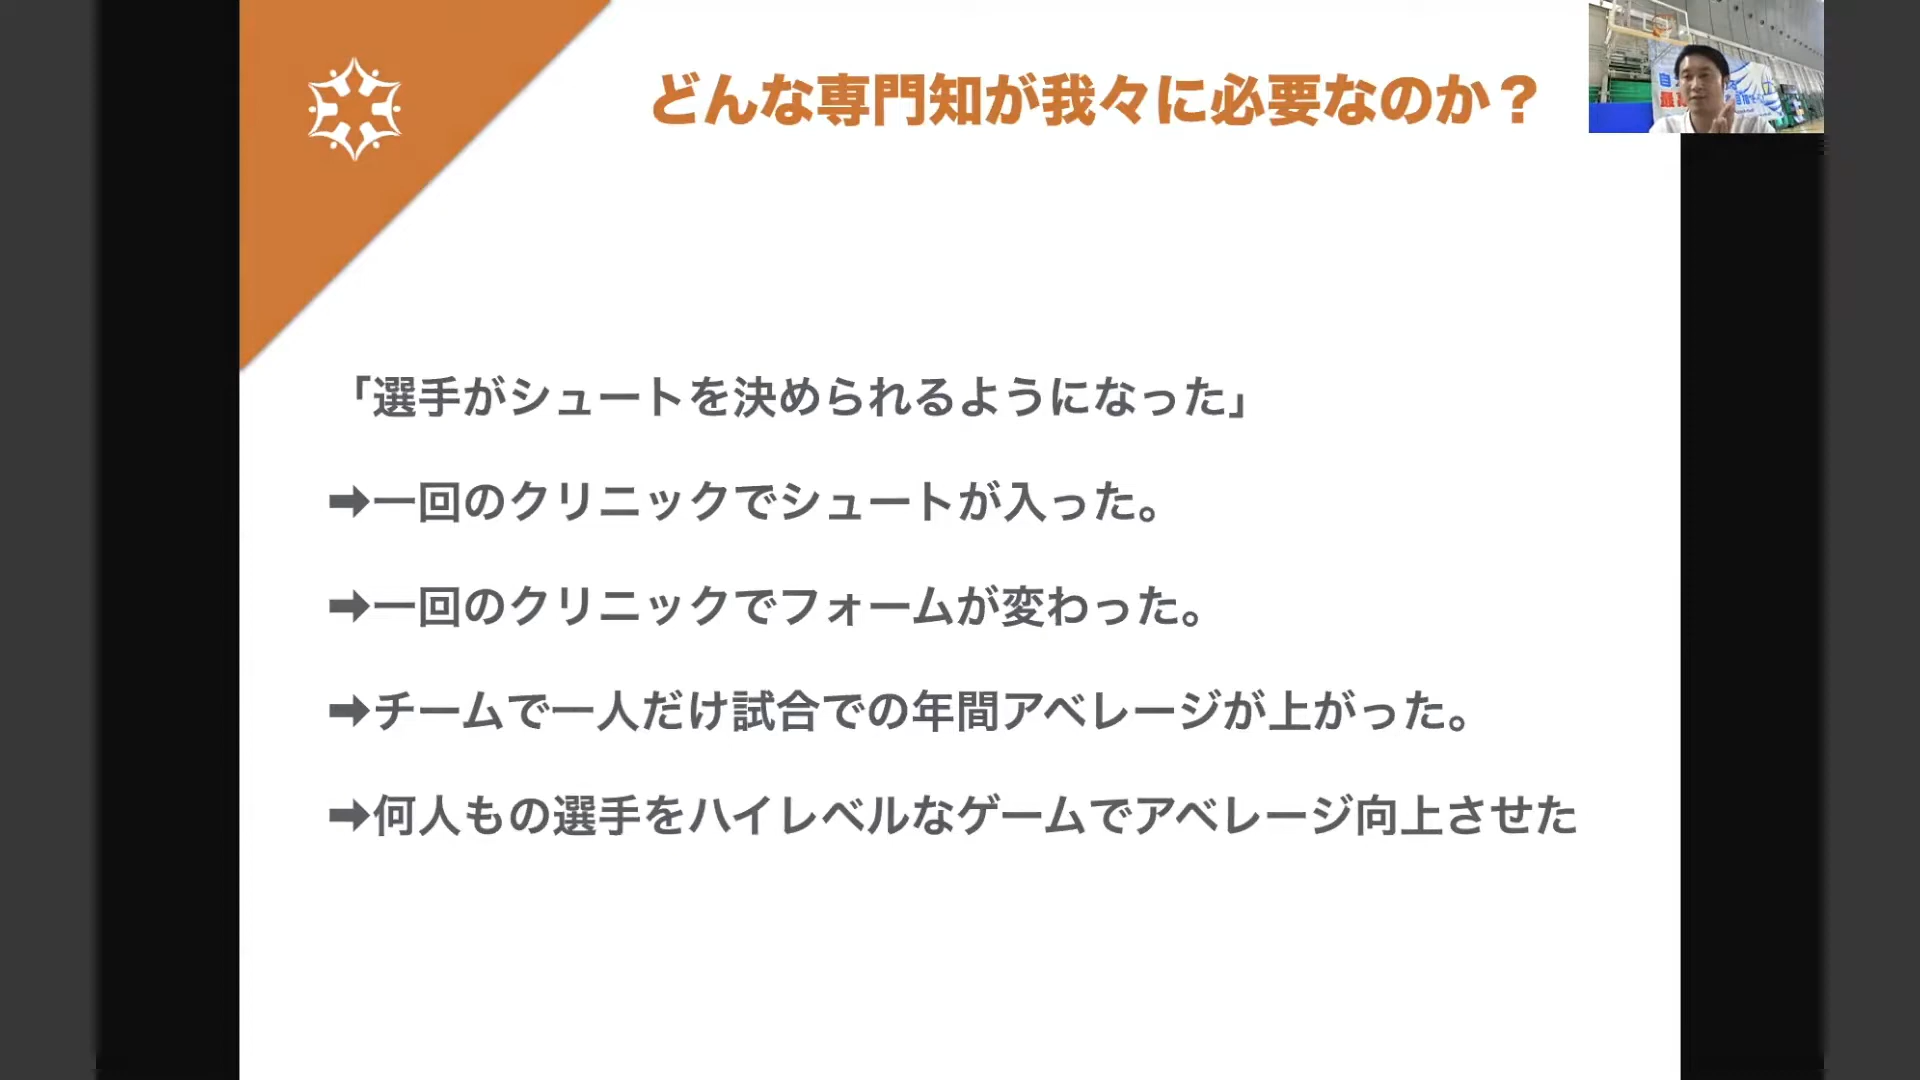 どんな専門知が我々に必要なのか？
「選手がシュートを決められるようになった」
➡一回のクリニックでシュートが入った。
➡一回のクリニックでフォームが変わった。
➡チームで一人だけ試合での年間アベレージが上がった。
➡何人もの選手をハイレベルなゲームでアベレージ向上させた